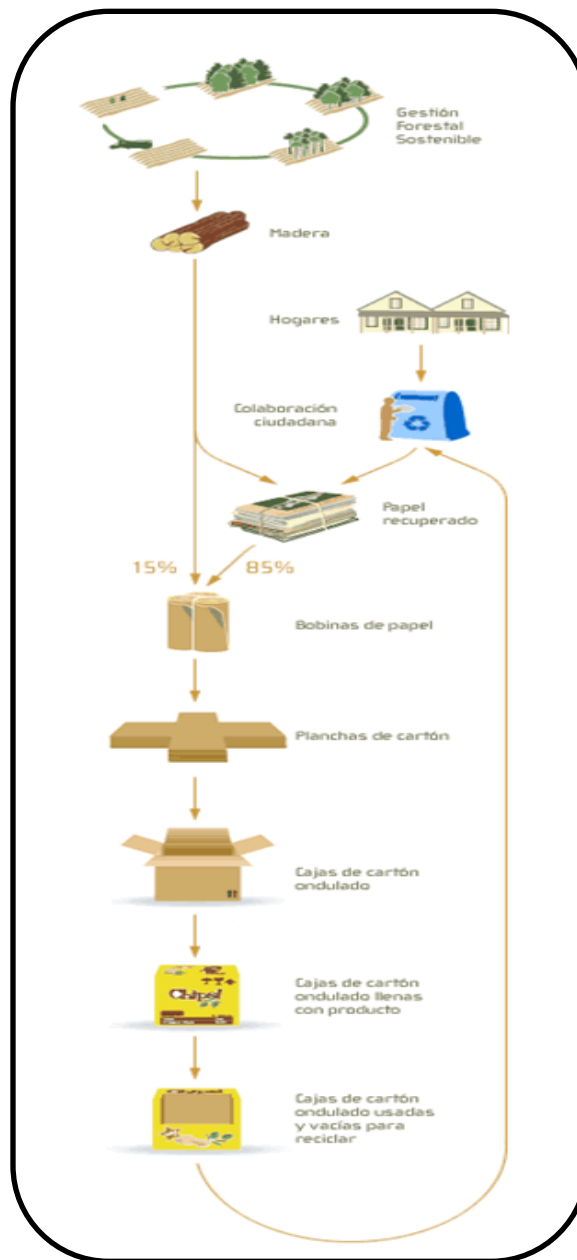 Gestión
Forestal
Sostenible
Madera
Hogares
Colaboración
ciudadana
Papel
recuperado
15%
85%
Bobinas de papel
Planchas de cartón
Cajas de cartón
ondulado
Chipsi
Cajas de cartón
ondulado llenas
con producto
Cajas de cartón
ondulado usadas
y vacías para
reciclar